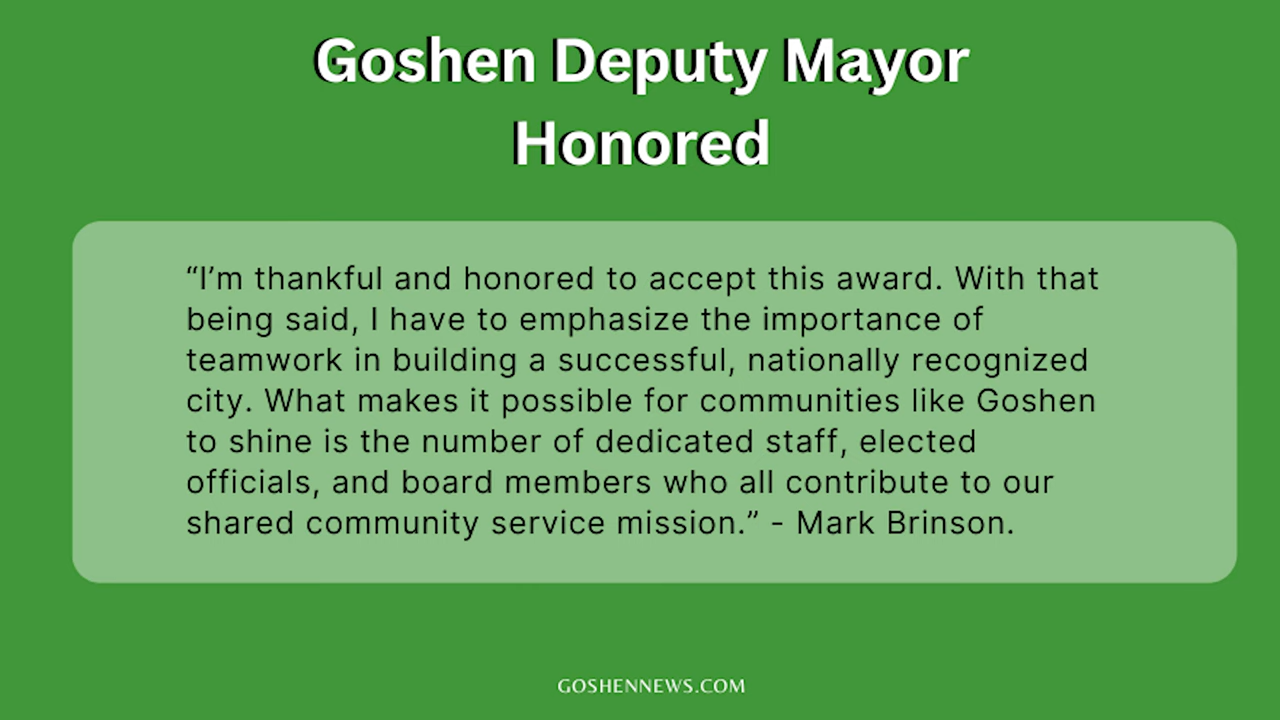 Goshen Deputy Mayor
Honored
“I’m thankful and honored to accept this award. With that
being said, I have to emphasize the importance of
teamwork in building a successful, nationally recognized
city. What makes it possible for communities like Goshen
to shine is the number of dedicated staff, elected
officials, and board members who all contribute to our
shared community service mission.” - Mark Brinson.
GOSHENNEWS.COM